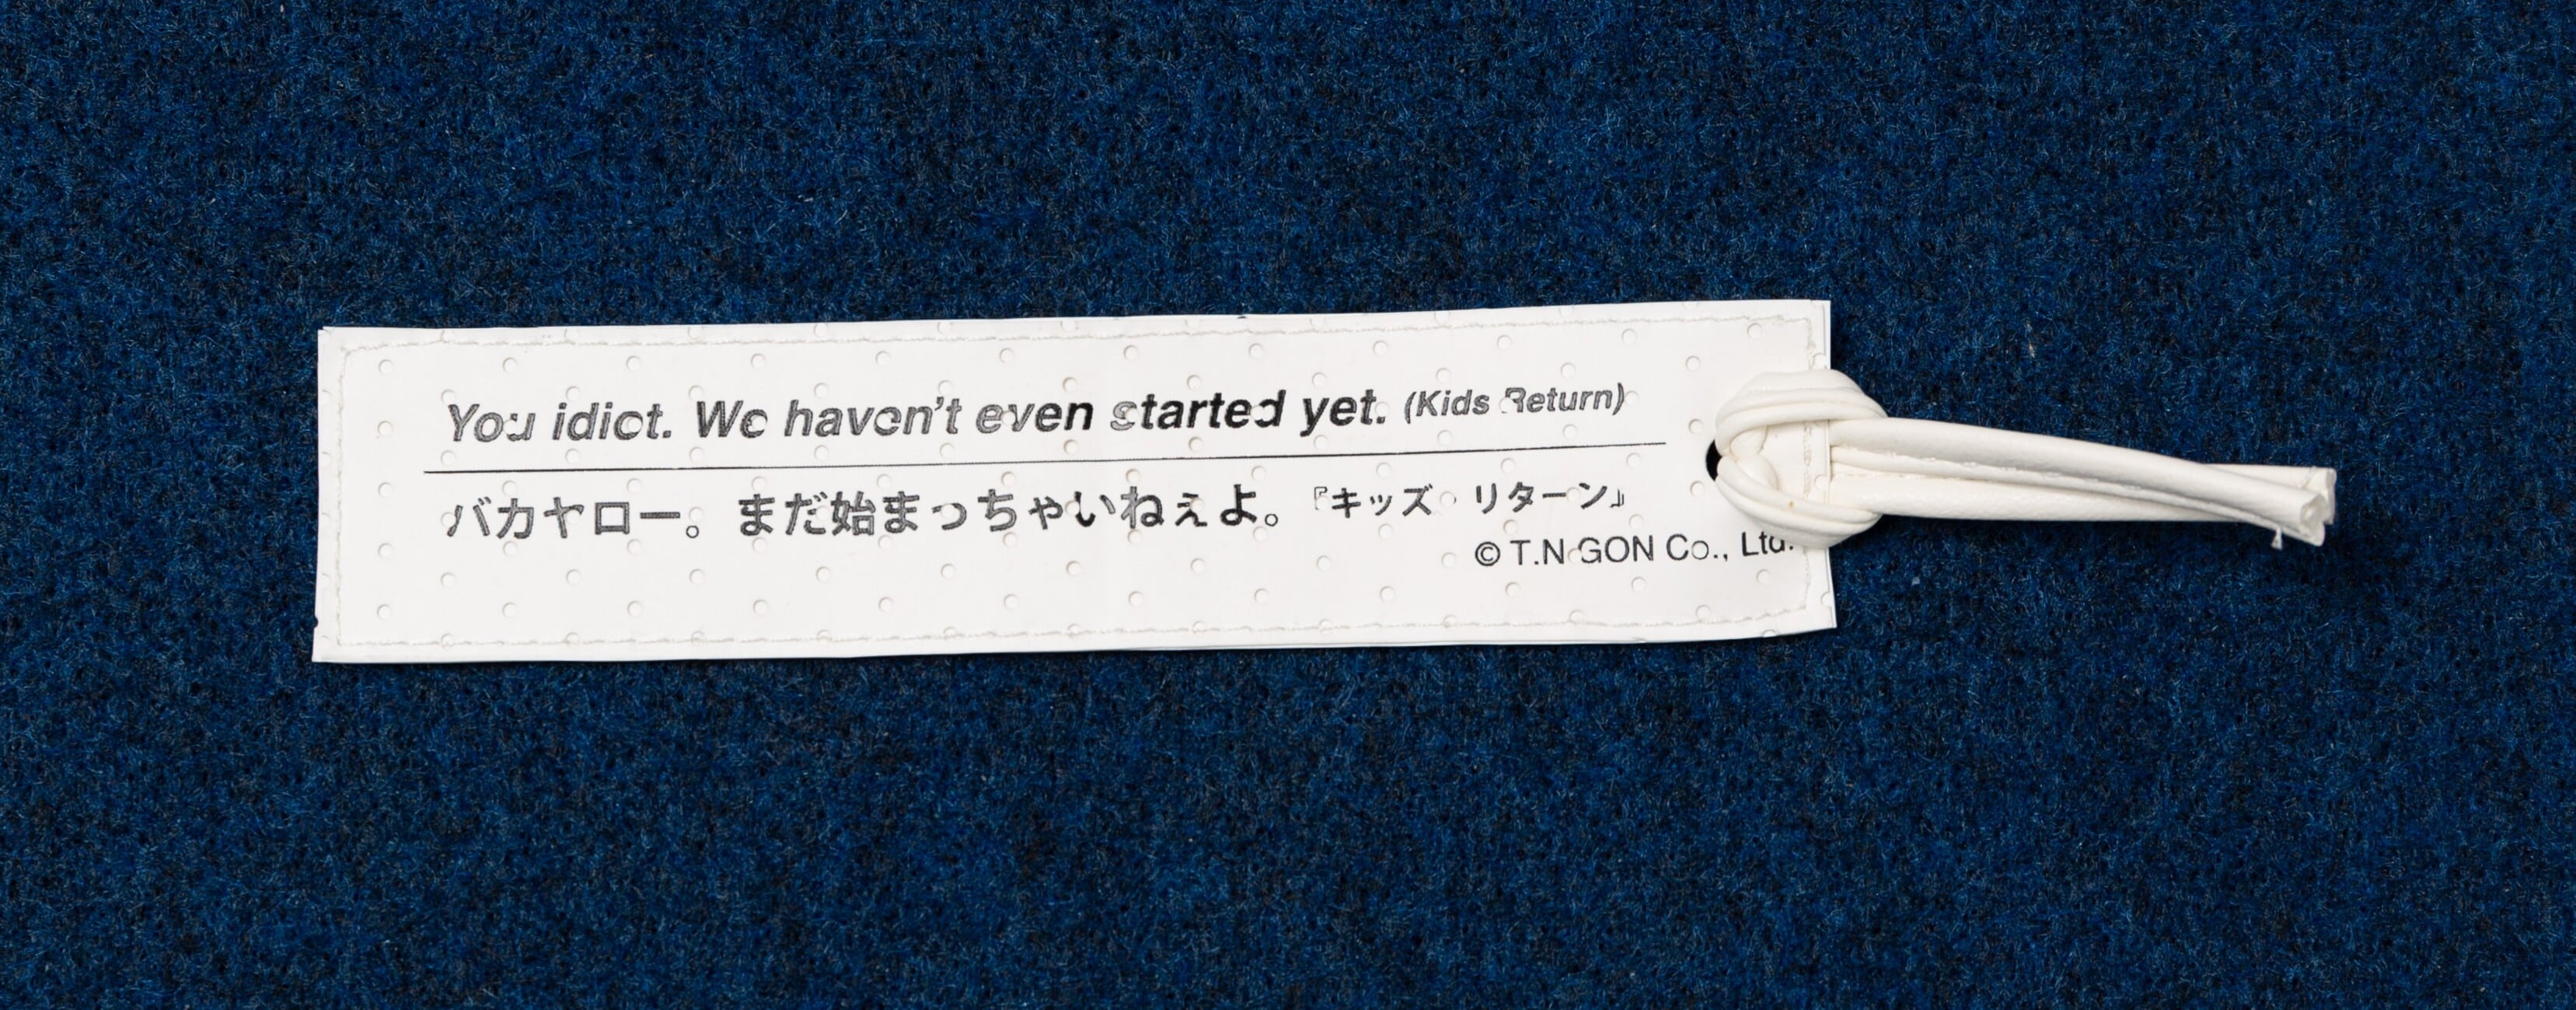 You idiot. We haven't even started yet. (Kids Return)
バカヤロー。まだ始まっちゃいねぇよ。『キッズ・リターン』
© T.N GON Co., Ltd.